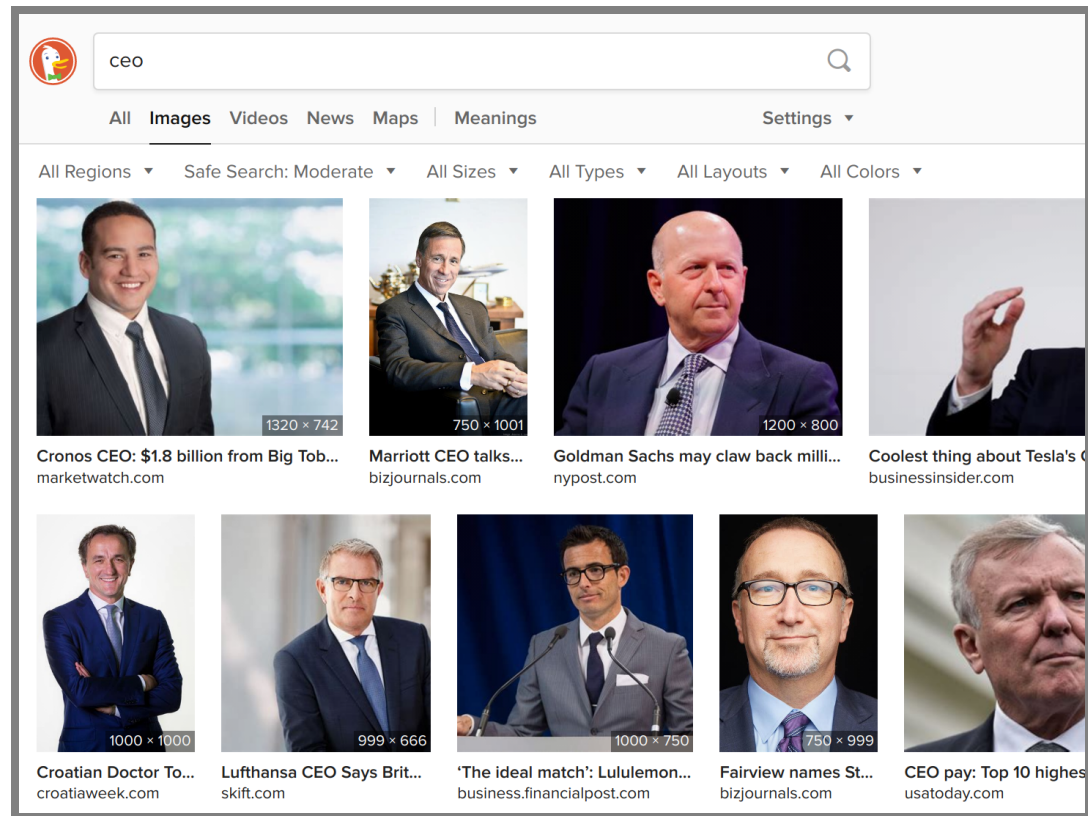 ceo
All Images Videos News Maps Meanings Settings
All Regions Safe Search: Moderate All Sizes All Types All Layouts All Colors
1320 × 742 750 × 1001 1200 × 800
Cronos CEO: $1.8 billion from Big Tob... Marriott CEO talks... Goldman Sachs may claw back milli... Coolest thing about Tesla's
marketwatch.com bizjournals.com nypost.com businessinsider.com
1000 × 1000 999 × 666 1000 × 750 750 × 999
Croatian Doctor To... Lufthansa CEO Says Brit... ‘The ideal match’: Lululemon... Fairview names St... CEO pay: Top 10 highes
croatiaweek.com skift.com business.financialpost.com bizjournals.com usatoday.com